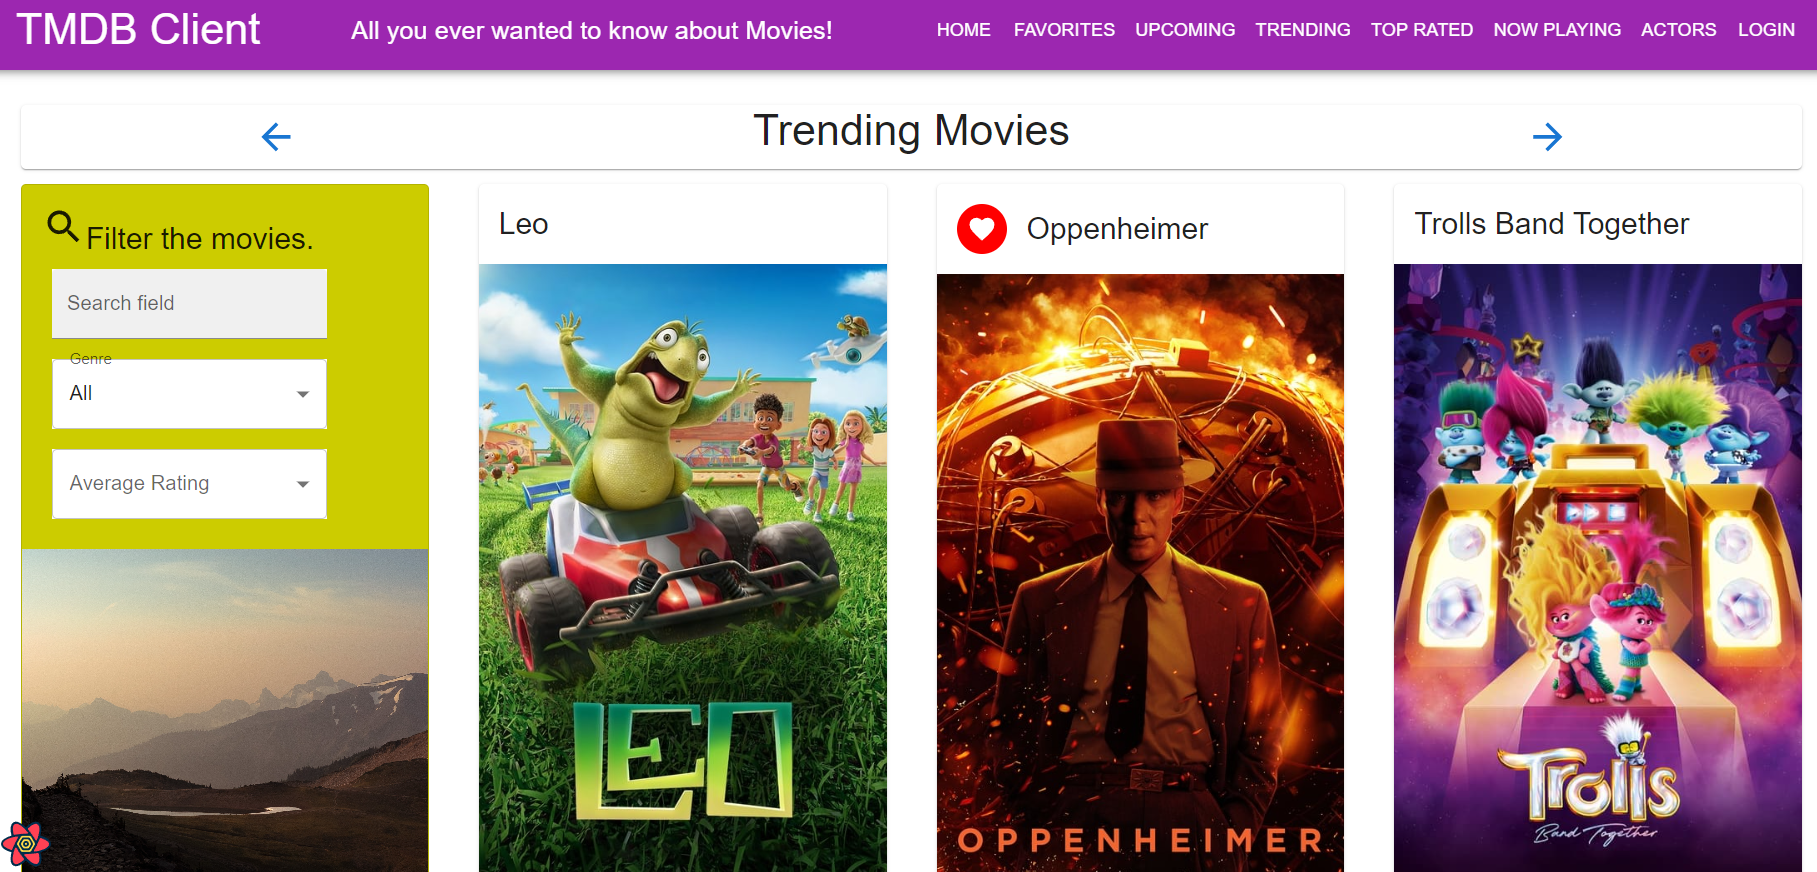 TMDB Client
All you ever wanted to know about Movies!
HOME FAVORITES UPCOMING TRENDING TOP RATED NOW PLAYING ACTORS LOGIN
Trending Movies
Filter the movies.
Search field
Genre
All
Average Rating
Leo
LEO
Oppenheimer
OPPENHEIMER
Trolls Band Together
Trolls
Band Together